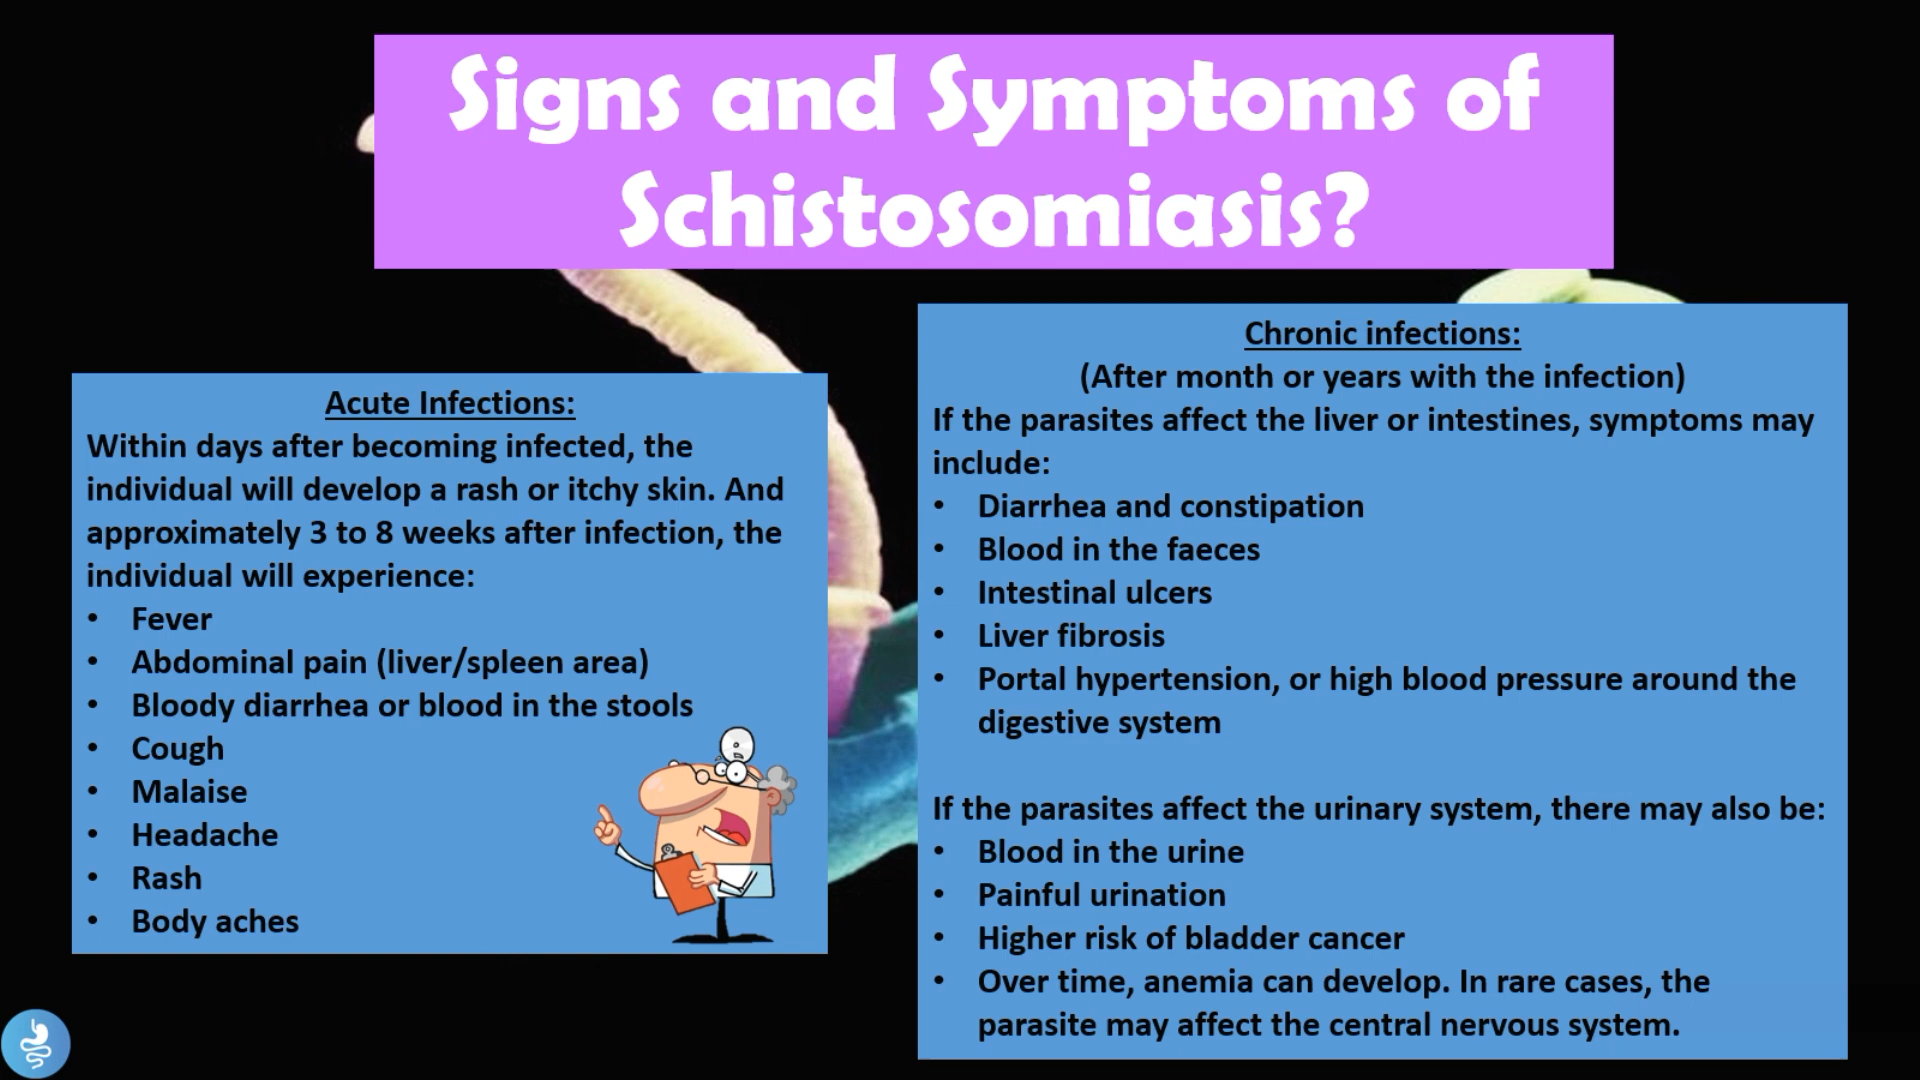 Signs and Symptoms of
Schistosomiasis?
Acute Infections:
Within days after becoming infected, the
individual will develop a rash or itchy skin. And
approximately 3 to 8 weeks after infection, the
individual will experience:
• Fever
• Abdominal pain (liver/spleen area)
• Bloody diarrhea or blood in the stools
• Cough
• Malaise
• Headache
• Rash
• Body aches
Chronic infections:
(After month or years with the infection)
If the parasites affect the liver or intestines, symptoms may
include:
• Diarrhea and constipation
• Blood in the faeces
• Intestinal ulcers
• Liver fibrosis
• Portal hypertension, or high blood pressure around the
digestive system
If the parasites affect the urinary system, there may also be:
• Blood in the urine
• Painful urination
• Higher risk of bladder cancer
• Over time, anemia can develop. In rare cases, the
parasite may affect the central nervous system.